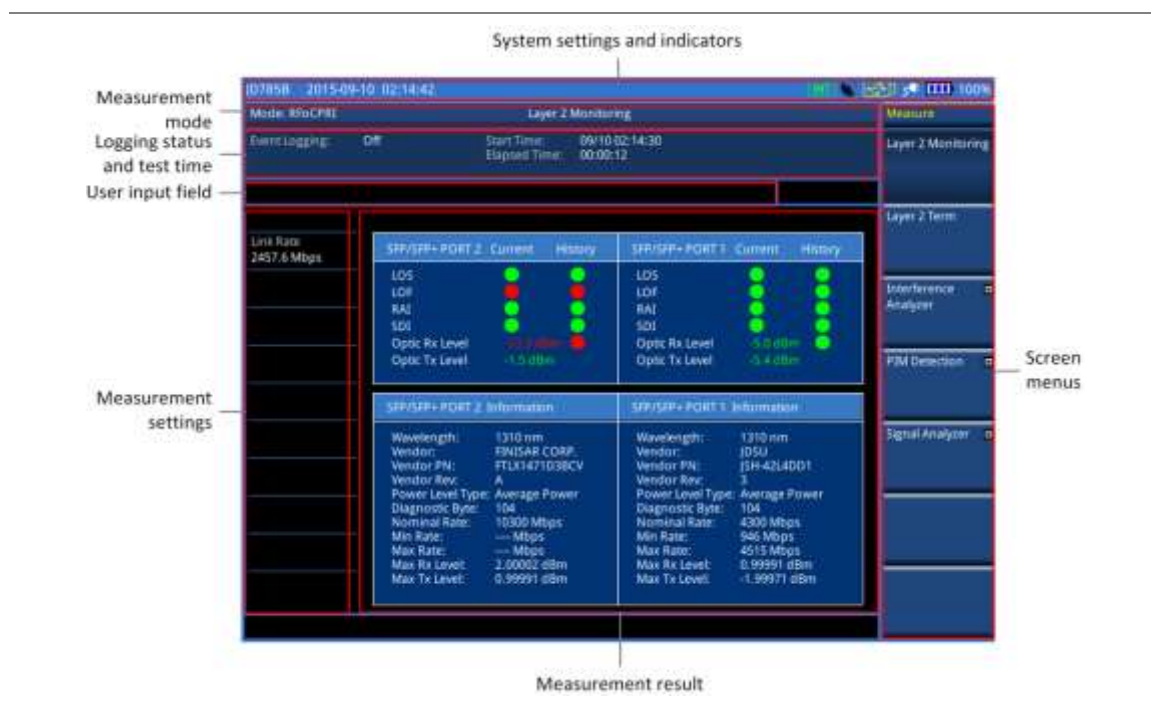 System settings and indicators
JD785B 2015-09-10 02:14:42
100%
Measurement
mode
Mode: RFoCPRI Layer 2 Monitoring
Measure
Logging status
and test time
Event Logging: Off Start Time: 09/10 02:14:30
Elapsed Time: 00:00:12
Layer 2 Monitoring
User input field
Layer 2 Term
Link Rate
2457.6 Mbps
SFP/SFP+ PORT 2 Current History
LOS
LOF
RAI
SDI
Optic Rx Level
Optic Tx Level -1.5 dBm
SFP/SFP+ PORT 1 Current History
LOS
LOF
RAI
SDI
Optic Rx Level -5.0 dBm
Optic Tx Level -5.4 dBm
Interference
Analyzer
PIM Detection
Screen
menus
Measurement
settings
Signal Analyzer
SFP/SFP+ PORT 2 Information
Wavelength: 1310 nm
Vendor: FINISAR CORP.
Vendor PN: FTLX1471D3BCV
Vendor Rev: A
Power Level Type: Average Power
Diagnostic Byte: 104
Nominal Rate: 10300 Mbps
Min Rate: --- Mbps
Max Rate: --- Mbps
Max Rx Level: 2.00002 dBm
Max Tx Level: 0.99991 dBm
SFP/SFP+ PORT 1 Information
Wavelength: 1310 nm
Vendor: JDSU
Vendor PN: JSH-42L4DD1
Vendor Rev: 3
Power Level Type: Average Power
Diagnostic Byte: 104
Nominal Rate: 4300 Mbps
Min Rate: 946 Mbps
Max Rate: 4515 Mbps
Max Rx Level: 0.99991 dBm
Max Tx Level: -1.99971 dBm
Measurement result